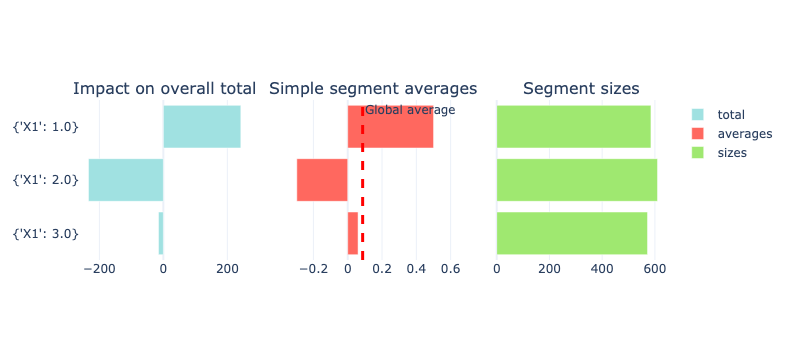 Impact on overall total Simple segment averages Segment sizes
Global average
{'X1': 1.0}
{'X1': 2.0}
{'X1': 3.0}
−200 0 200 −0.2 0 0.2 0.4 0.6 0 200 400 600
total
averages
sizes